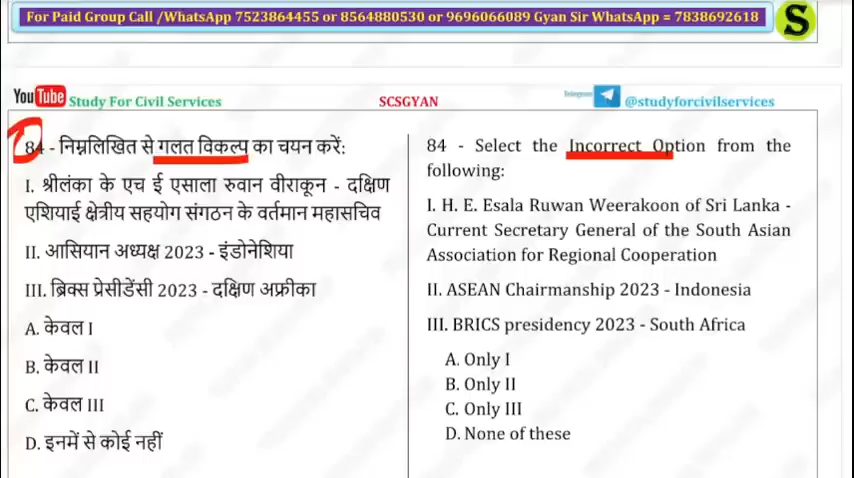 For Paid Group Call /WhatsApp 7523864455 or 8564880530 or 9696066089 Gyan Sir WhatsApp = 7838692618
S
YouTube Study For Civil Services
SCSGYAN
Telegram @studyforcivilservices
84 - निम्नलिखित से गलत विकल्प का चयन करें:
I. श्रीलंका के एच ई एसाला रुवान वीराकून - दक्षिण
एशियाई क्षेत्रीय सहयोग संगठन के वर्तमान महासचिव
II. आसियान अध्यक्ष 2023 - इंडोनेशिया
III. ब्रिक्स प्रेसीडेंसी 2023 - दक्षिण अफ्रीका
A. केवल I
B. केवल II
C. केवल III
D. इनमें से कोई नहीं
84 - Select the Incorrect Option from the
following:
I. H. E. Esala Ruwan Weerakoon of Sri Lanka -
Current Secretary General of the South Asian
Association for Regional Cooperation
II. ASEAN Chairmanship 2023 - Indonesia
III. BRICS presidency 2023 - South Africa
A. Only I
B. Only II
C. Only III
D. None of these